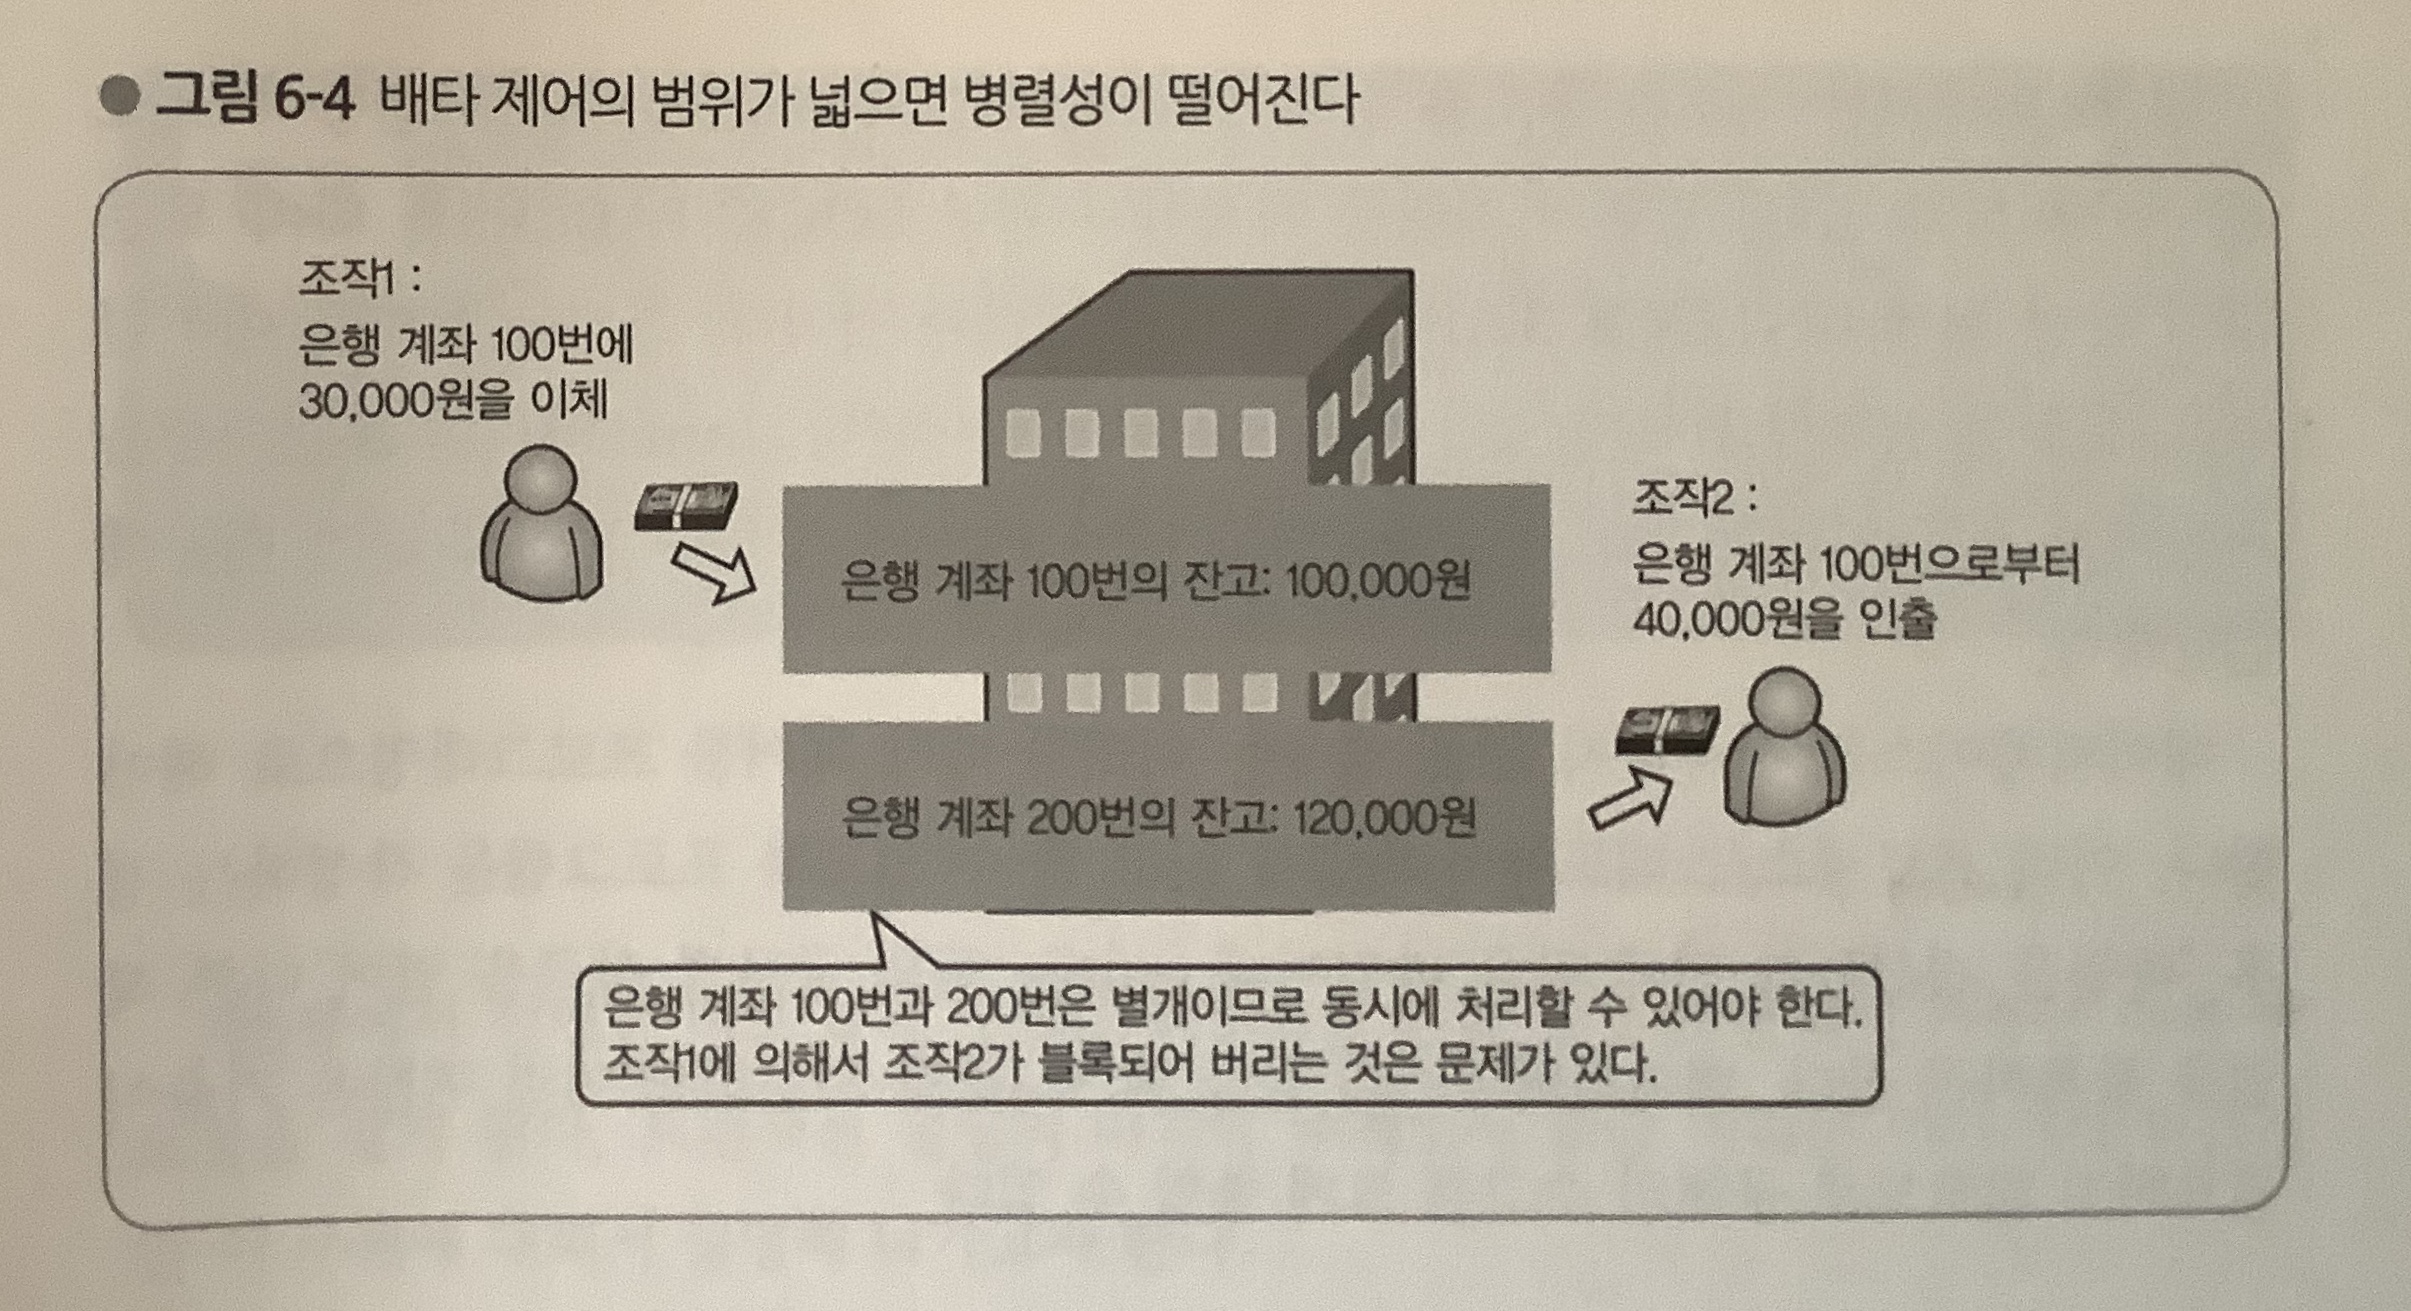 ● 그림 6-4 배타 제어의 범위가 넓으면 병렬성이 떨어진다
조작1 :
은행 계좌 100번에
30,000원을 이체
은행 계좌 100번의 잔고: 100,000원
조작2 :
은행 계좌 100번으로부터
40,000원을 인출
은행 계좌 200번의 잔고: 120,000원
은행 계좌 100번과 200번은 별개이므로 동시에 처리할 수 있어야 한다.
조작1에 의해서 조작2가 블록되어 버리는 것은 문제가 있다.